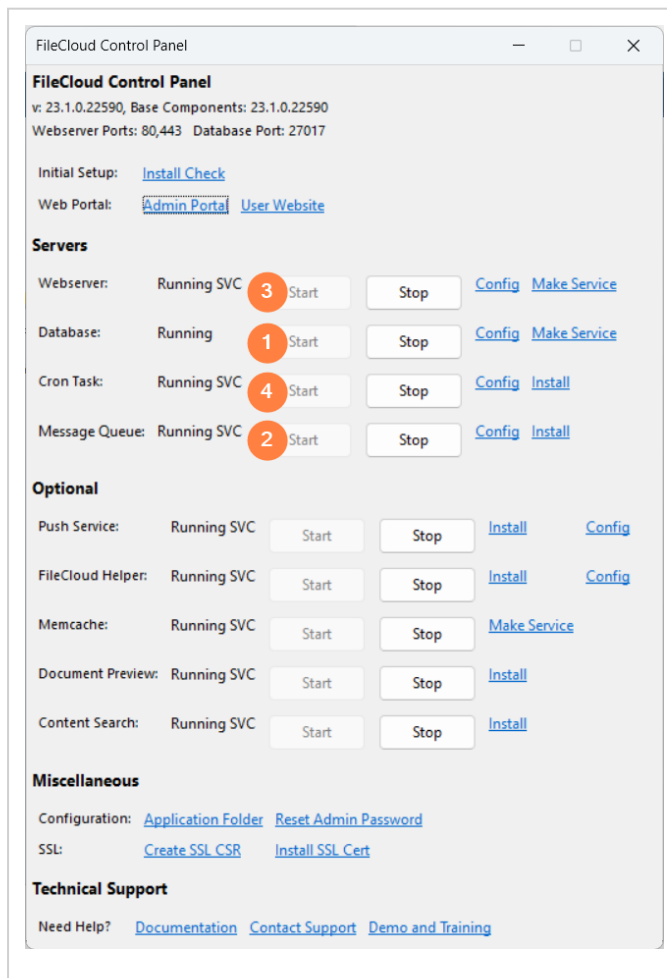 FileCloud Control Panel
FileCloud Control Panel
v: 23.1.0.22590, Base Components: 23.1.0.22590
Webserver Ports: 80,443 Database Port: 27017
Initial Setup: Install Check
Web Portal: Admin Portal User Website
Servers
Webserver: Running SVC 3 Start Stop Config Make Service
Database: Running 1 Start Stop Config Make Service
Cron Task: Running SVC 4 Start Stop Config Install
Message Queue: Running SVC 2 Start Stop Config Install
Optional
Push Service: Running SVC Start Stop Install Config
FileCloud Helper: Running SVC Start Stop Install Config
Memcache: Running SVC Start Stop Make Service
Document Preview: Running SVC Start Stop Install
Content Search: Running SVC Start Stop Install
Miscellaneous
Configuration: Application Folder Reset Admin Password
SSL: Create SSL CSR Install SSL Cert
Technical Support
Need Help? Documentation Contact Support Demo and Training